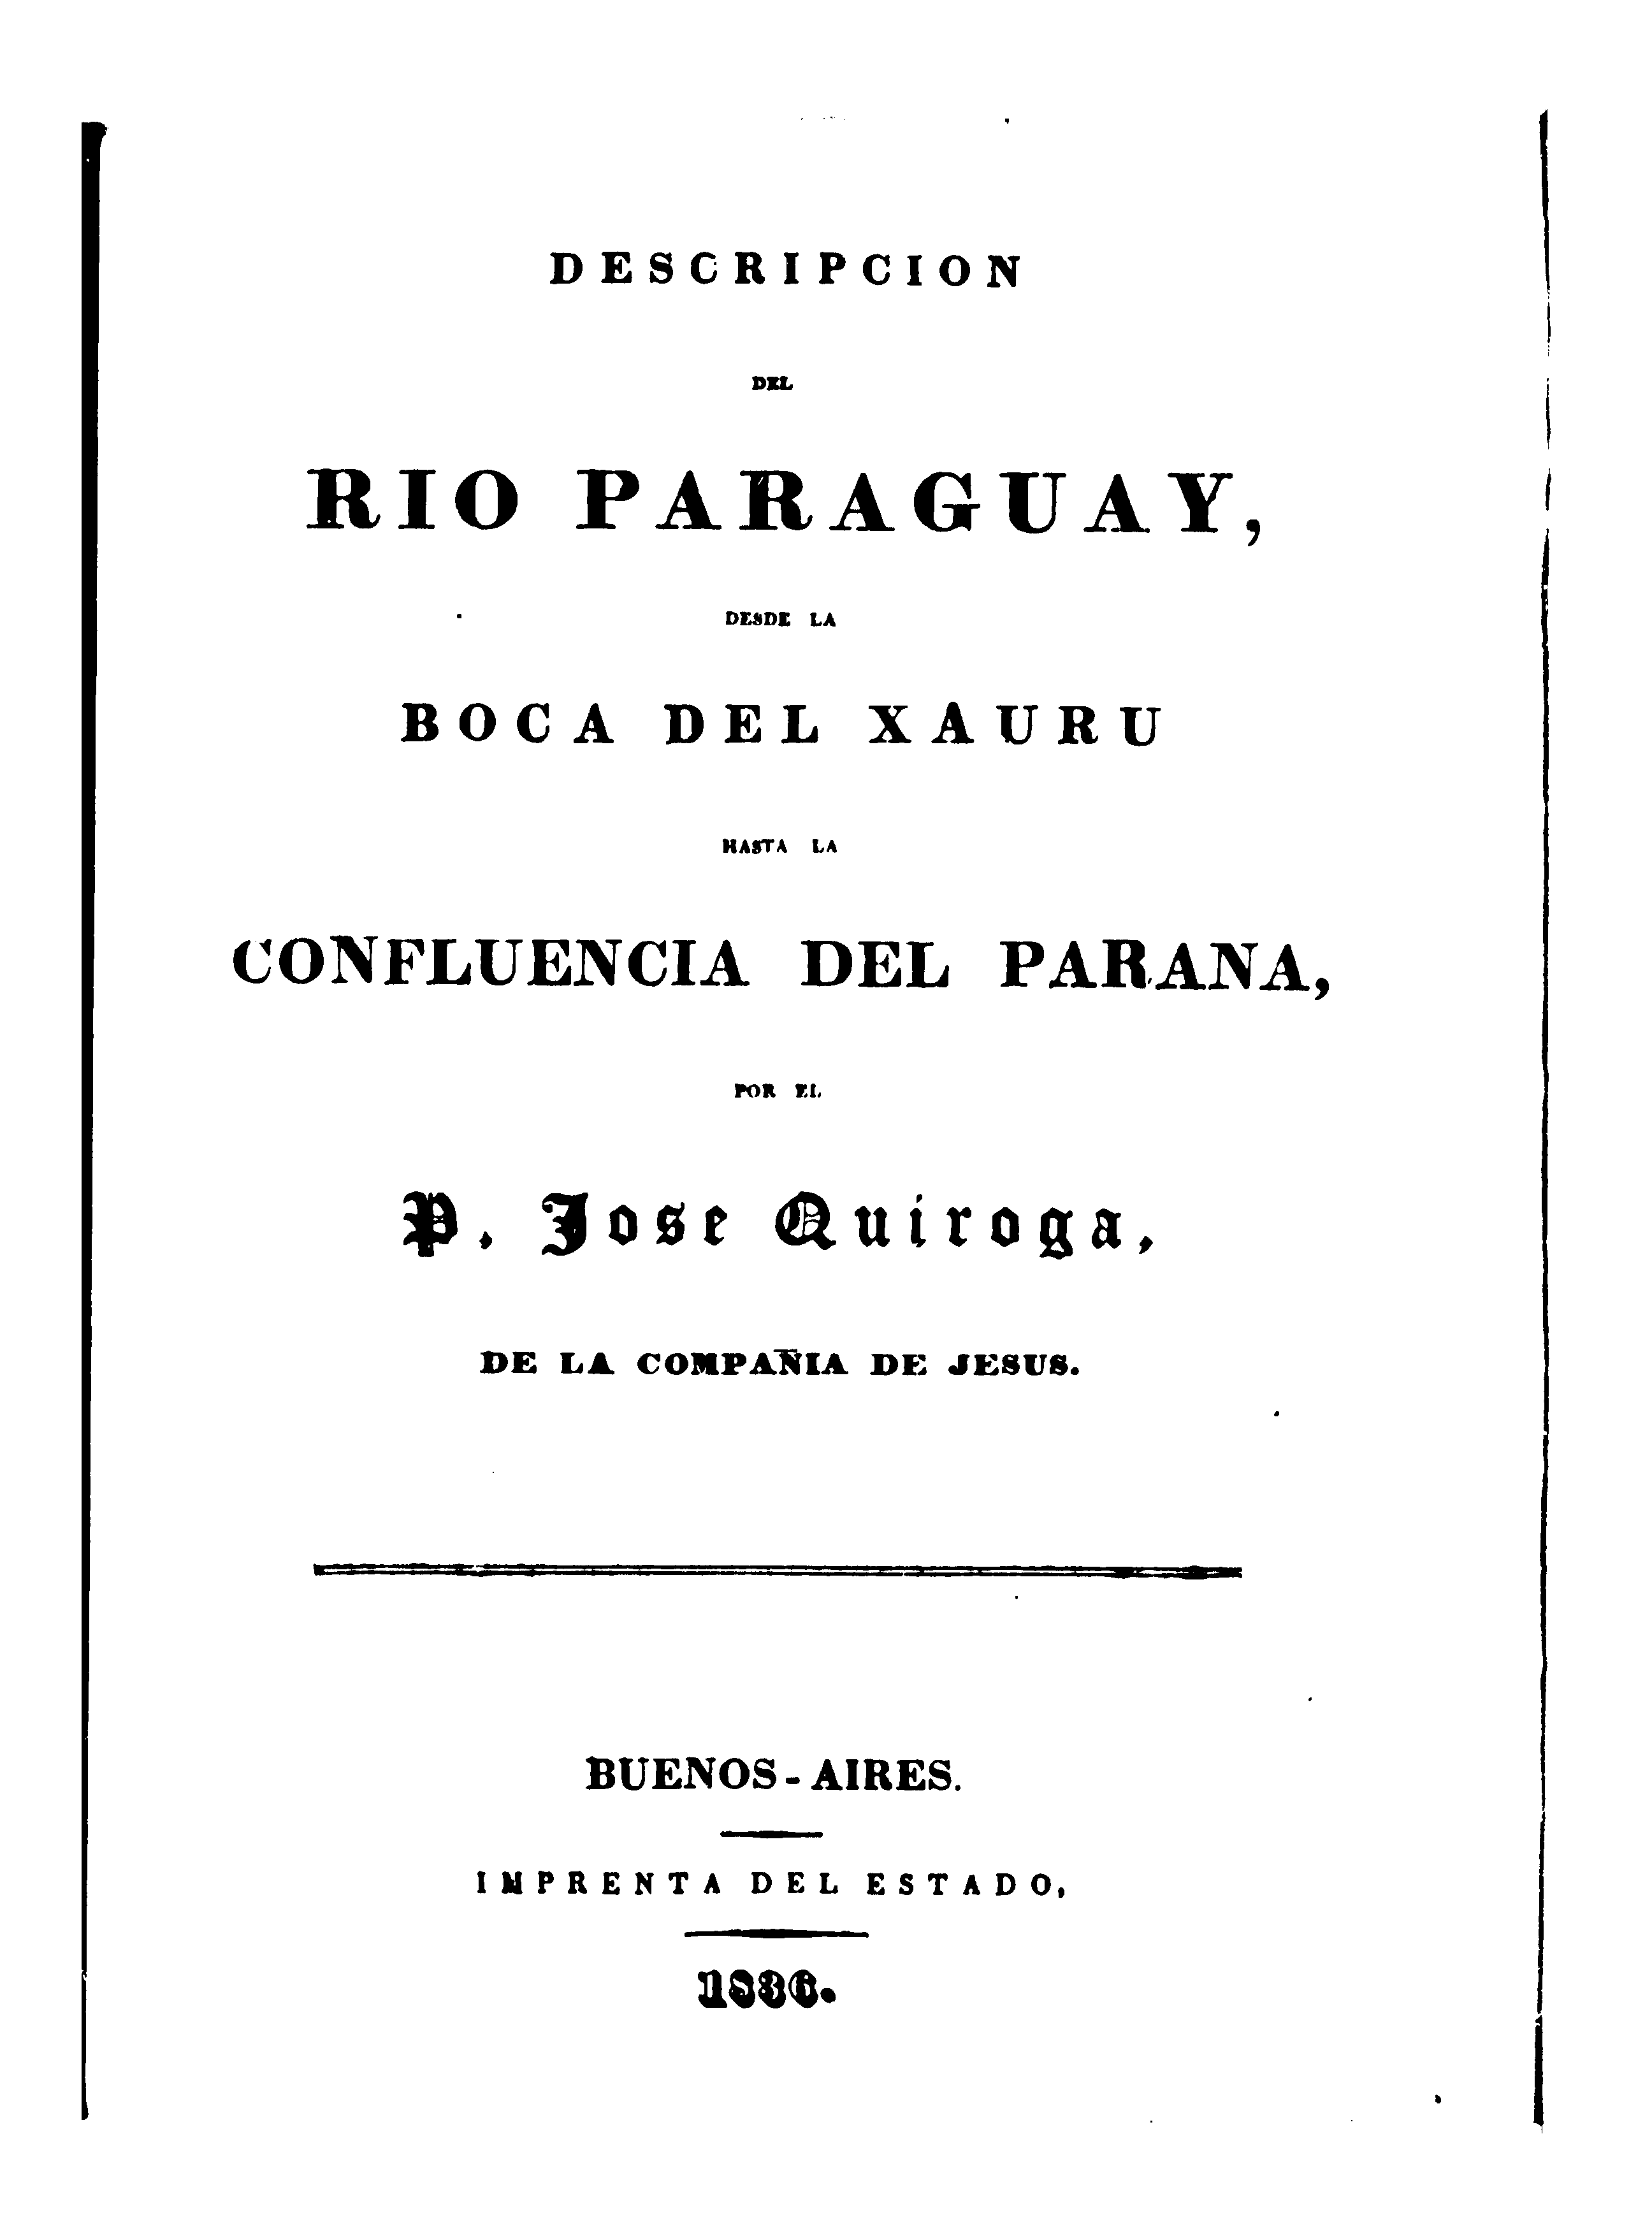 DESCRIPCION
DEL
RIO PARAGUAY,
DESDE LA
BOCA DEL XAURU
HASTA LA
CONFLUENCIA DEL PARANA,
POR EL
P. Jose Quiroga,
DE LA COMPAÑIA DE JESUS.
BUENOS-AIRES.
IMPRENTA DEL ESTADO,
1836.